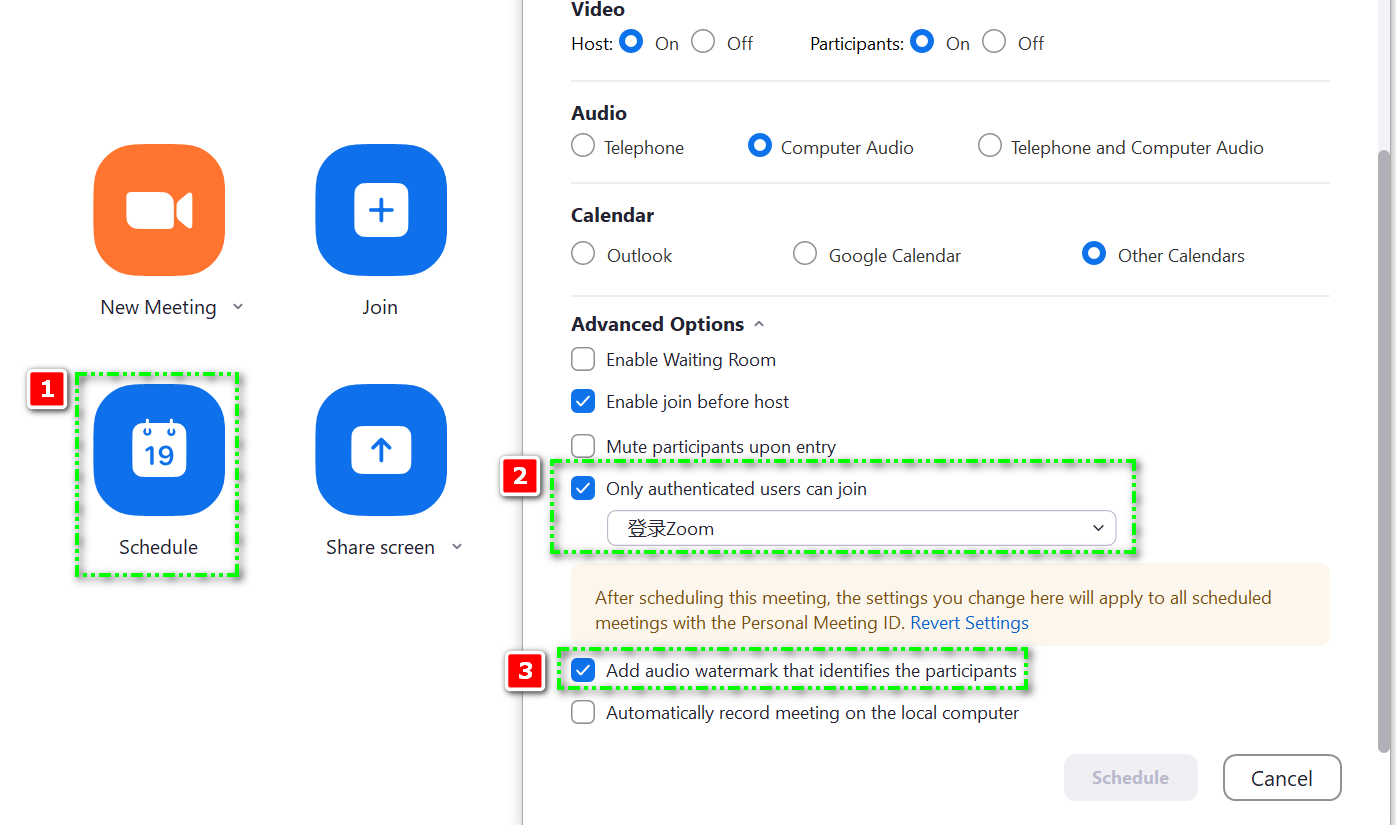 New Meeting
Join
1
19
Schedule
Share screen
Video
Host: On Off Participants: On Off
Audio
Telephone Computer Audio Telephone and Computer Audio
Calendar
Outlook Google Calendar Other Calendars
Advanced Options
Enable Waiting Room
Enable join before host
Mute participants upon entry
2
Only authenticated users can join
登录Zoom
After scheduling this meeting, the settings you change here will apply to all scheduled
meetings with the Personal Meeting ID. Revert Settings
3
Add audio watermark that identifies the participants
Automatically record meeting on the local computer
Schedule Cancel